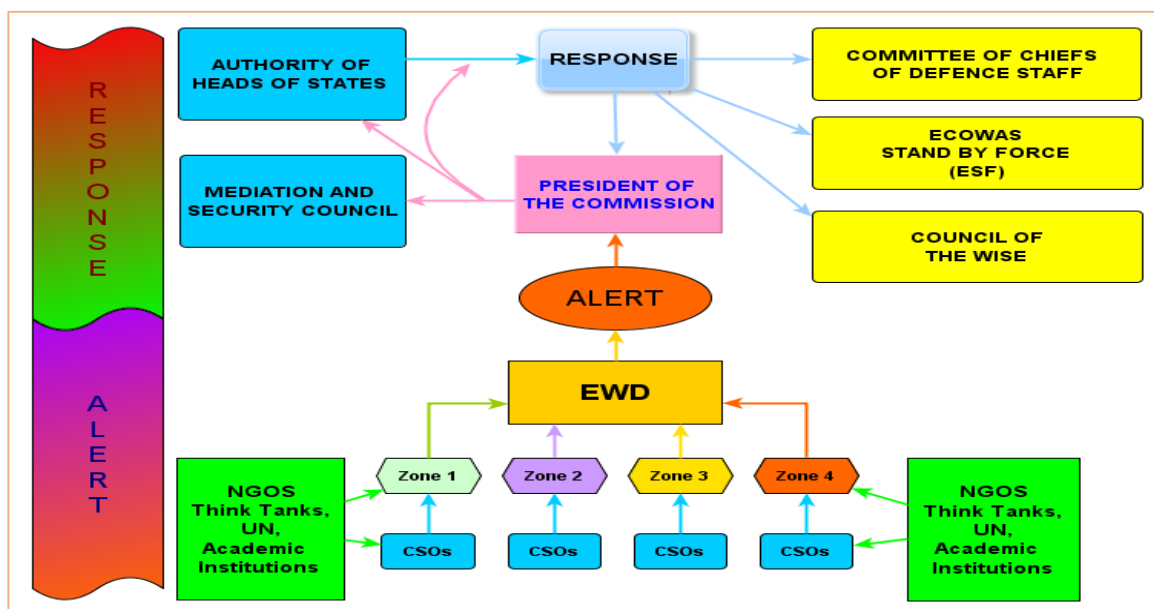 RESPONSE
ALERT
AUTHORITY OF
HEADS OF STATES
RESPONSE
COMMITTEE OF CHIEFS
OF DEFENCE STAFF
ECOWAS
STAND BY FORCE
(ESF)
MEDIATION AND
SECURITY COUNCIL
PRESIDENT OF
THE COMMISSION
COUNCIL OF
THE WISE
ALERT
EWD
Zone 1
Zone 2
Zone 3
Zone 4
NGOS
Think Tanks,
UN,
Academic
Institutions
CSOs
CSOs
CSOs
CSOs
NGOS
Think Tanks,
UN,
Academic
Institutions